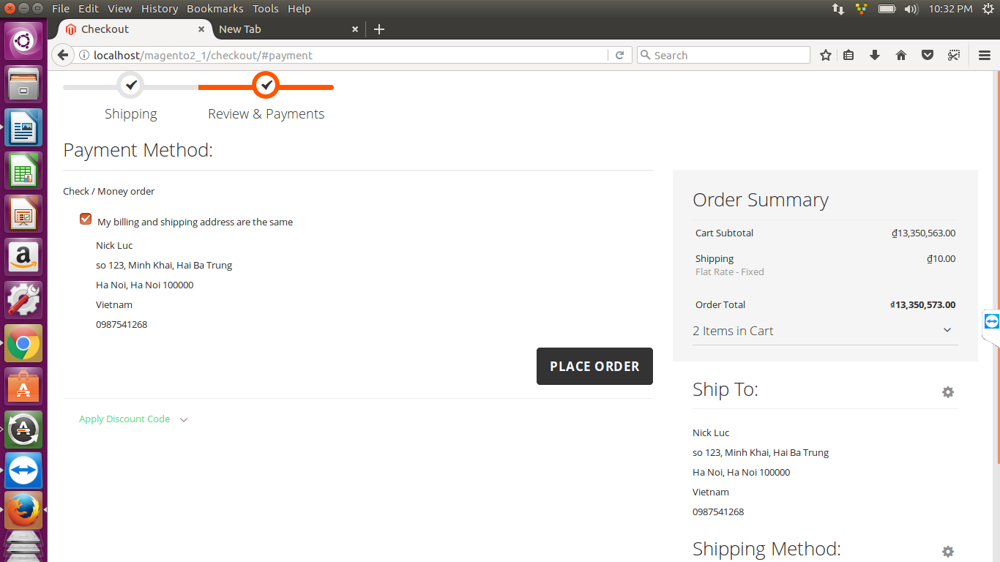 File Edit View History Bookmarks Tools Help
10:32 PM
Checkout
New Tab
localhost/magento2_1/checkout/#payment
Search
Shipping
Review & Payments
Payment Method:
Check / Money order
My billing and shipping address are the same
Nick Luc
so 123, Minh Khai, Hai Ba Trung
Ha Noi, Ha Noi 100000
Vietnam
0987541268
PLACE ORDER
Apply Discount Code
Order Summary
Cart Subtotal ₫13,350,563.00
Shipping ₫10.00
Flat Rate - Fixed
Order Total ₫13,350,573.00
2 Items in Cart
Ship To:
Nick Luc
so 123, Minh Khai, Hai Ba Trung
Ha Noi, Ha Noi 100000
Vietnam
0987541268
Shipping Method: